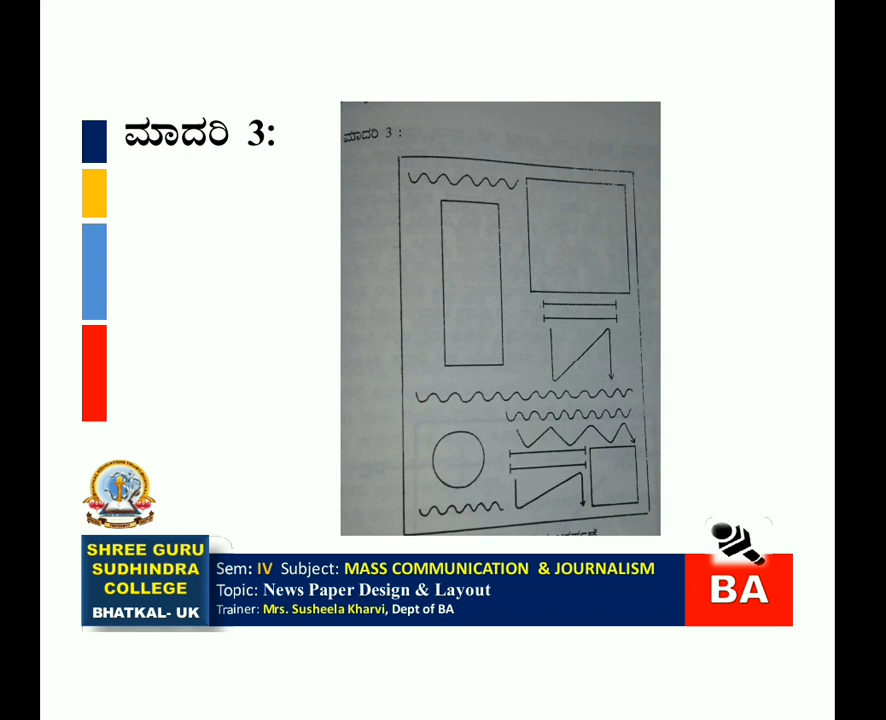 ಮಾದರಿ 3:
ಮಾದರಿ 3 :
SHREE GURU
SUDHINDRA
COLLEGE
BHATKAL- UK
Sem: IV Subject: MASS COMMUNICATION & JOURNALISM
Topic: News Paper Design & Layout
Trainer: Mrs. Susheela Kharvi, Dept of BA
BA